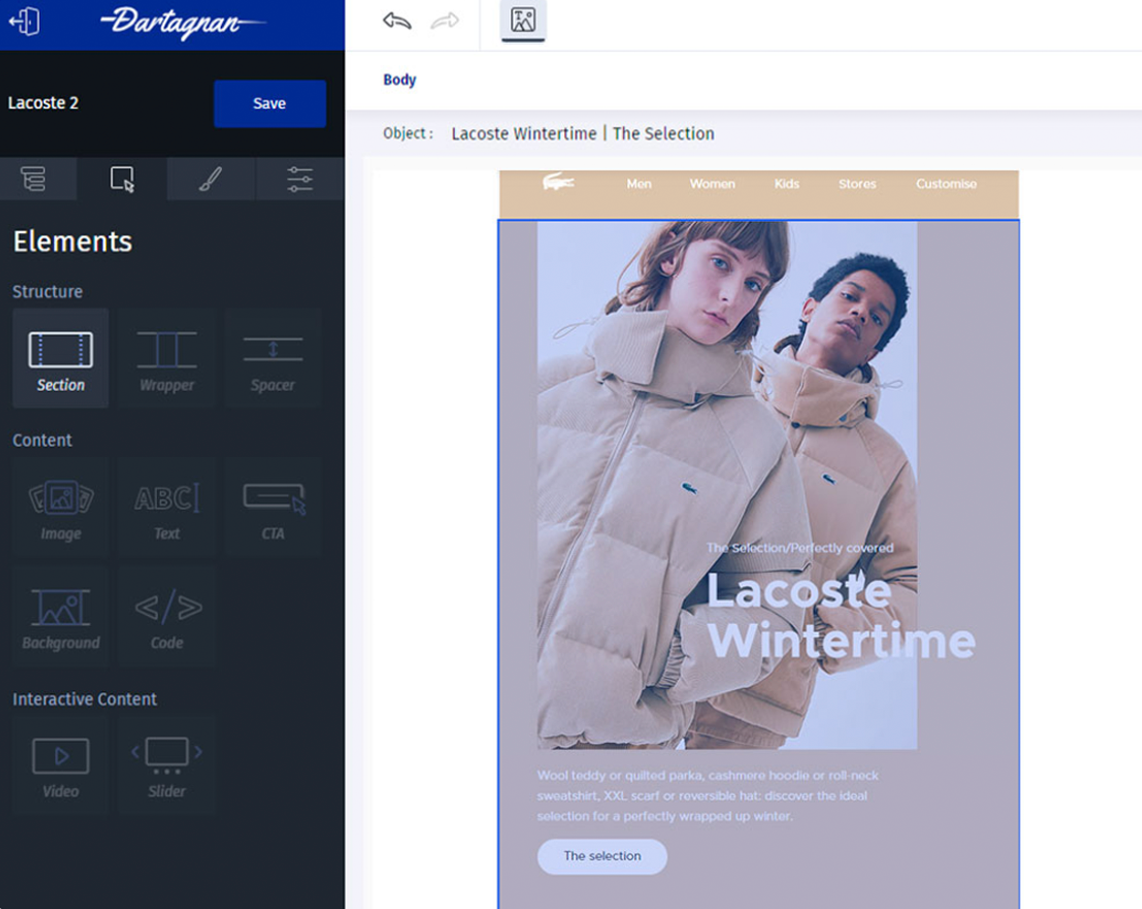 Dartagnan
Lacoste 2
Save
Elements
Structure
Section
Wrapper
Spacer
Content
Image
ABC
Text
CTA
Background
Code
Interactive Content
Video
Slider
Body
Object : Lacoste Wintertime | The Selection
Men Women Kids Stores Customise
The Selection/Perfectly covered
Lacoste
Wintertime
Wool teddy or quilted parka, cashmere hoodie or roll-neck
sweatshirt, XXL scarf or reversible hat: discover the ideal
selection for a perfectly wrapped up winter.
The selection